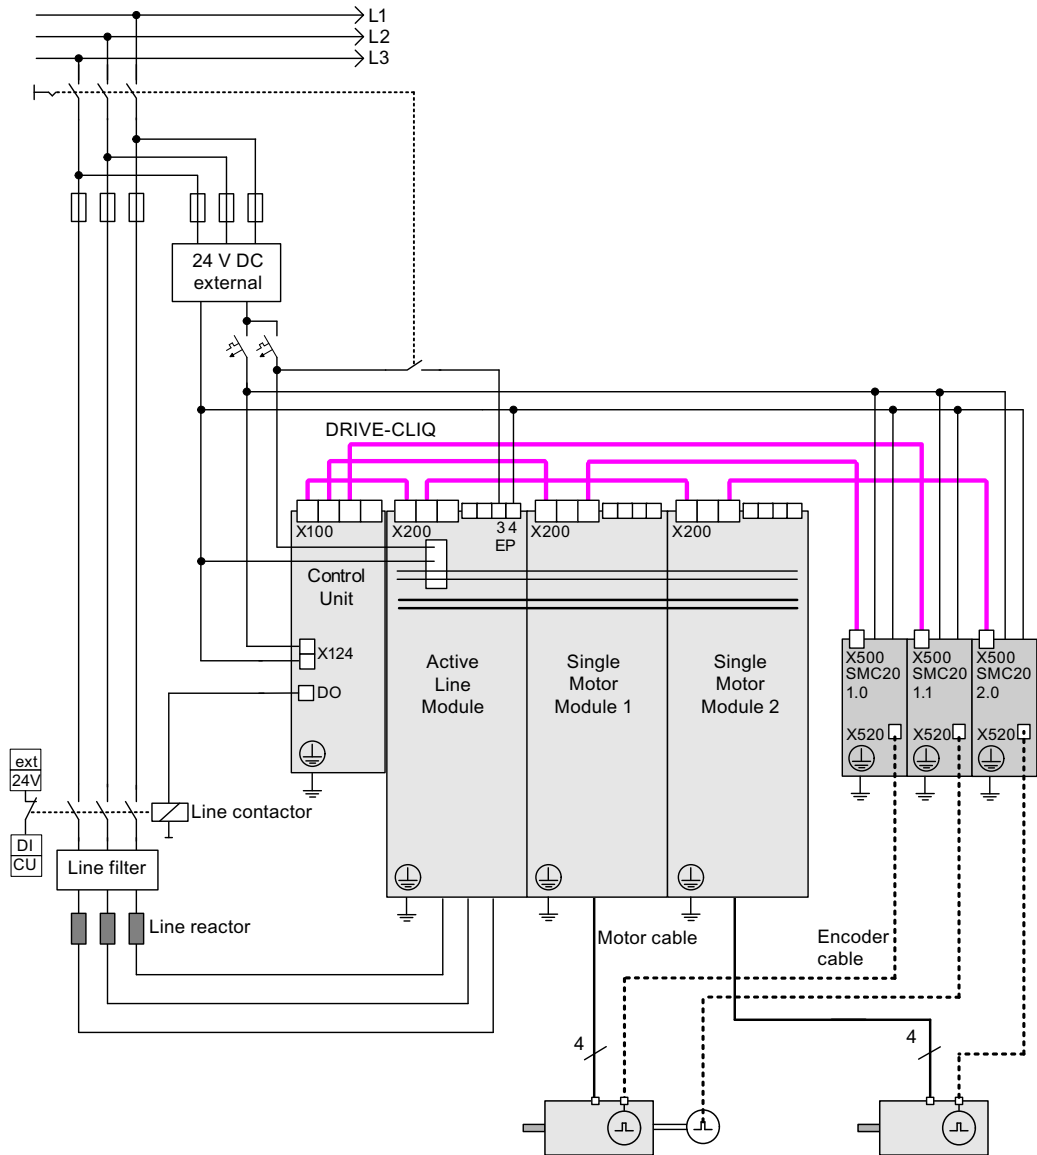 L1
L2
L3
24 V DC
external
DRIVE-CLIQ
X100
X200
3 4
EP
X200
X200
Control
Unit
X124
DO
Active
Line
Module
Single
Motor
Module 1
Single
Motor
Module 2
X500
SMC20
1.0
X520
X500
SMC20
1.1
X520
X500
SMC20
2.0
X520
ext
24V
DI
CU
Line contactor
Line filter
Line reactor
Motor cable
Encoder
cable
4
4